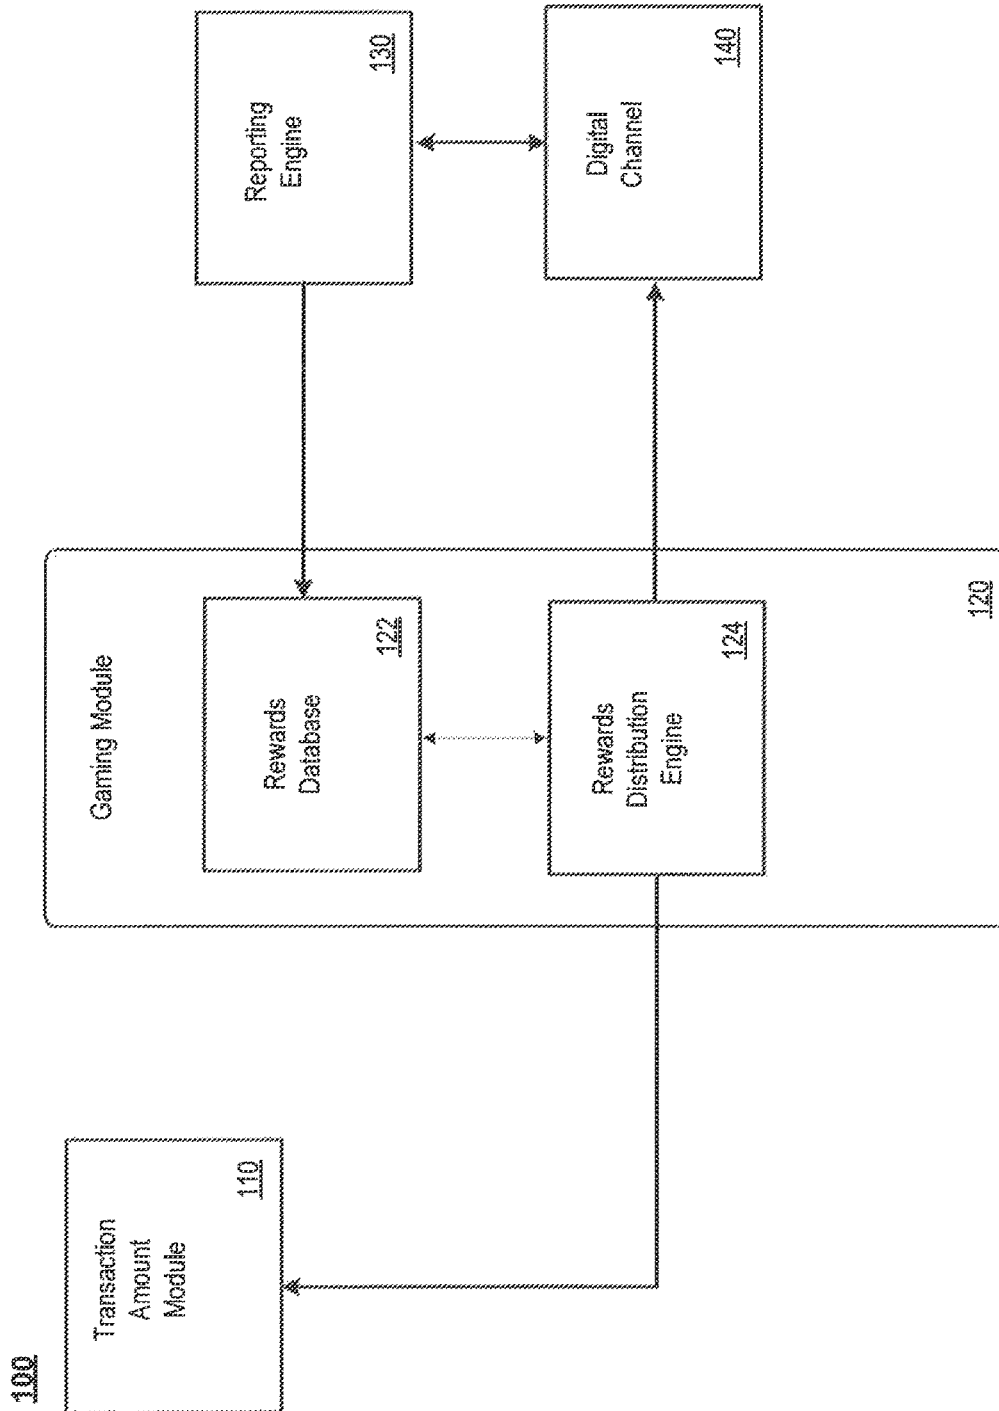 100
Transaction
Amount
Module
110
Gaming Module
Rewards
Database
122
Rewards
Distribution
Engine
124
120
Reporting
Engine
130
Digital
Channel
140